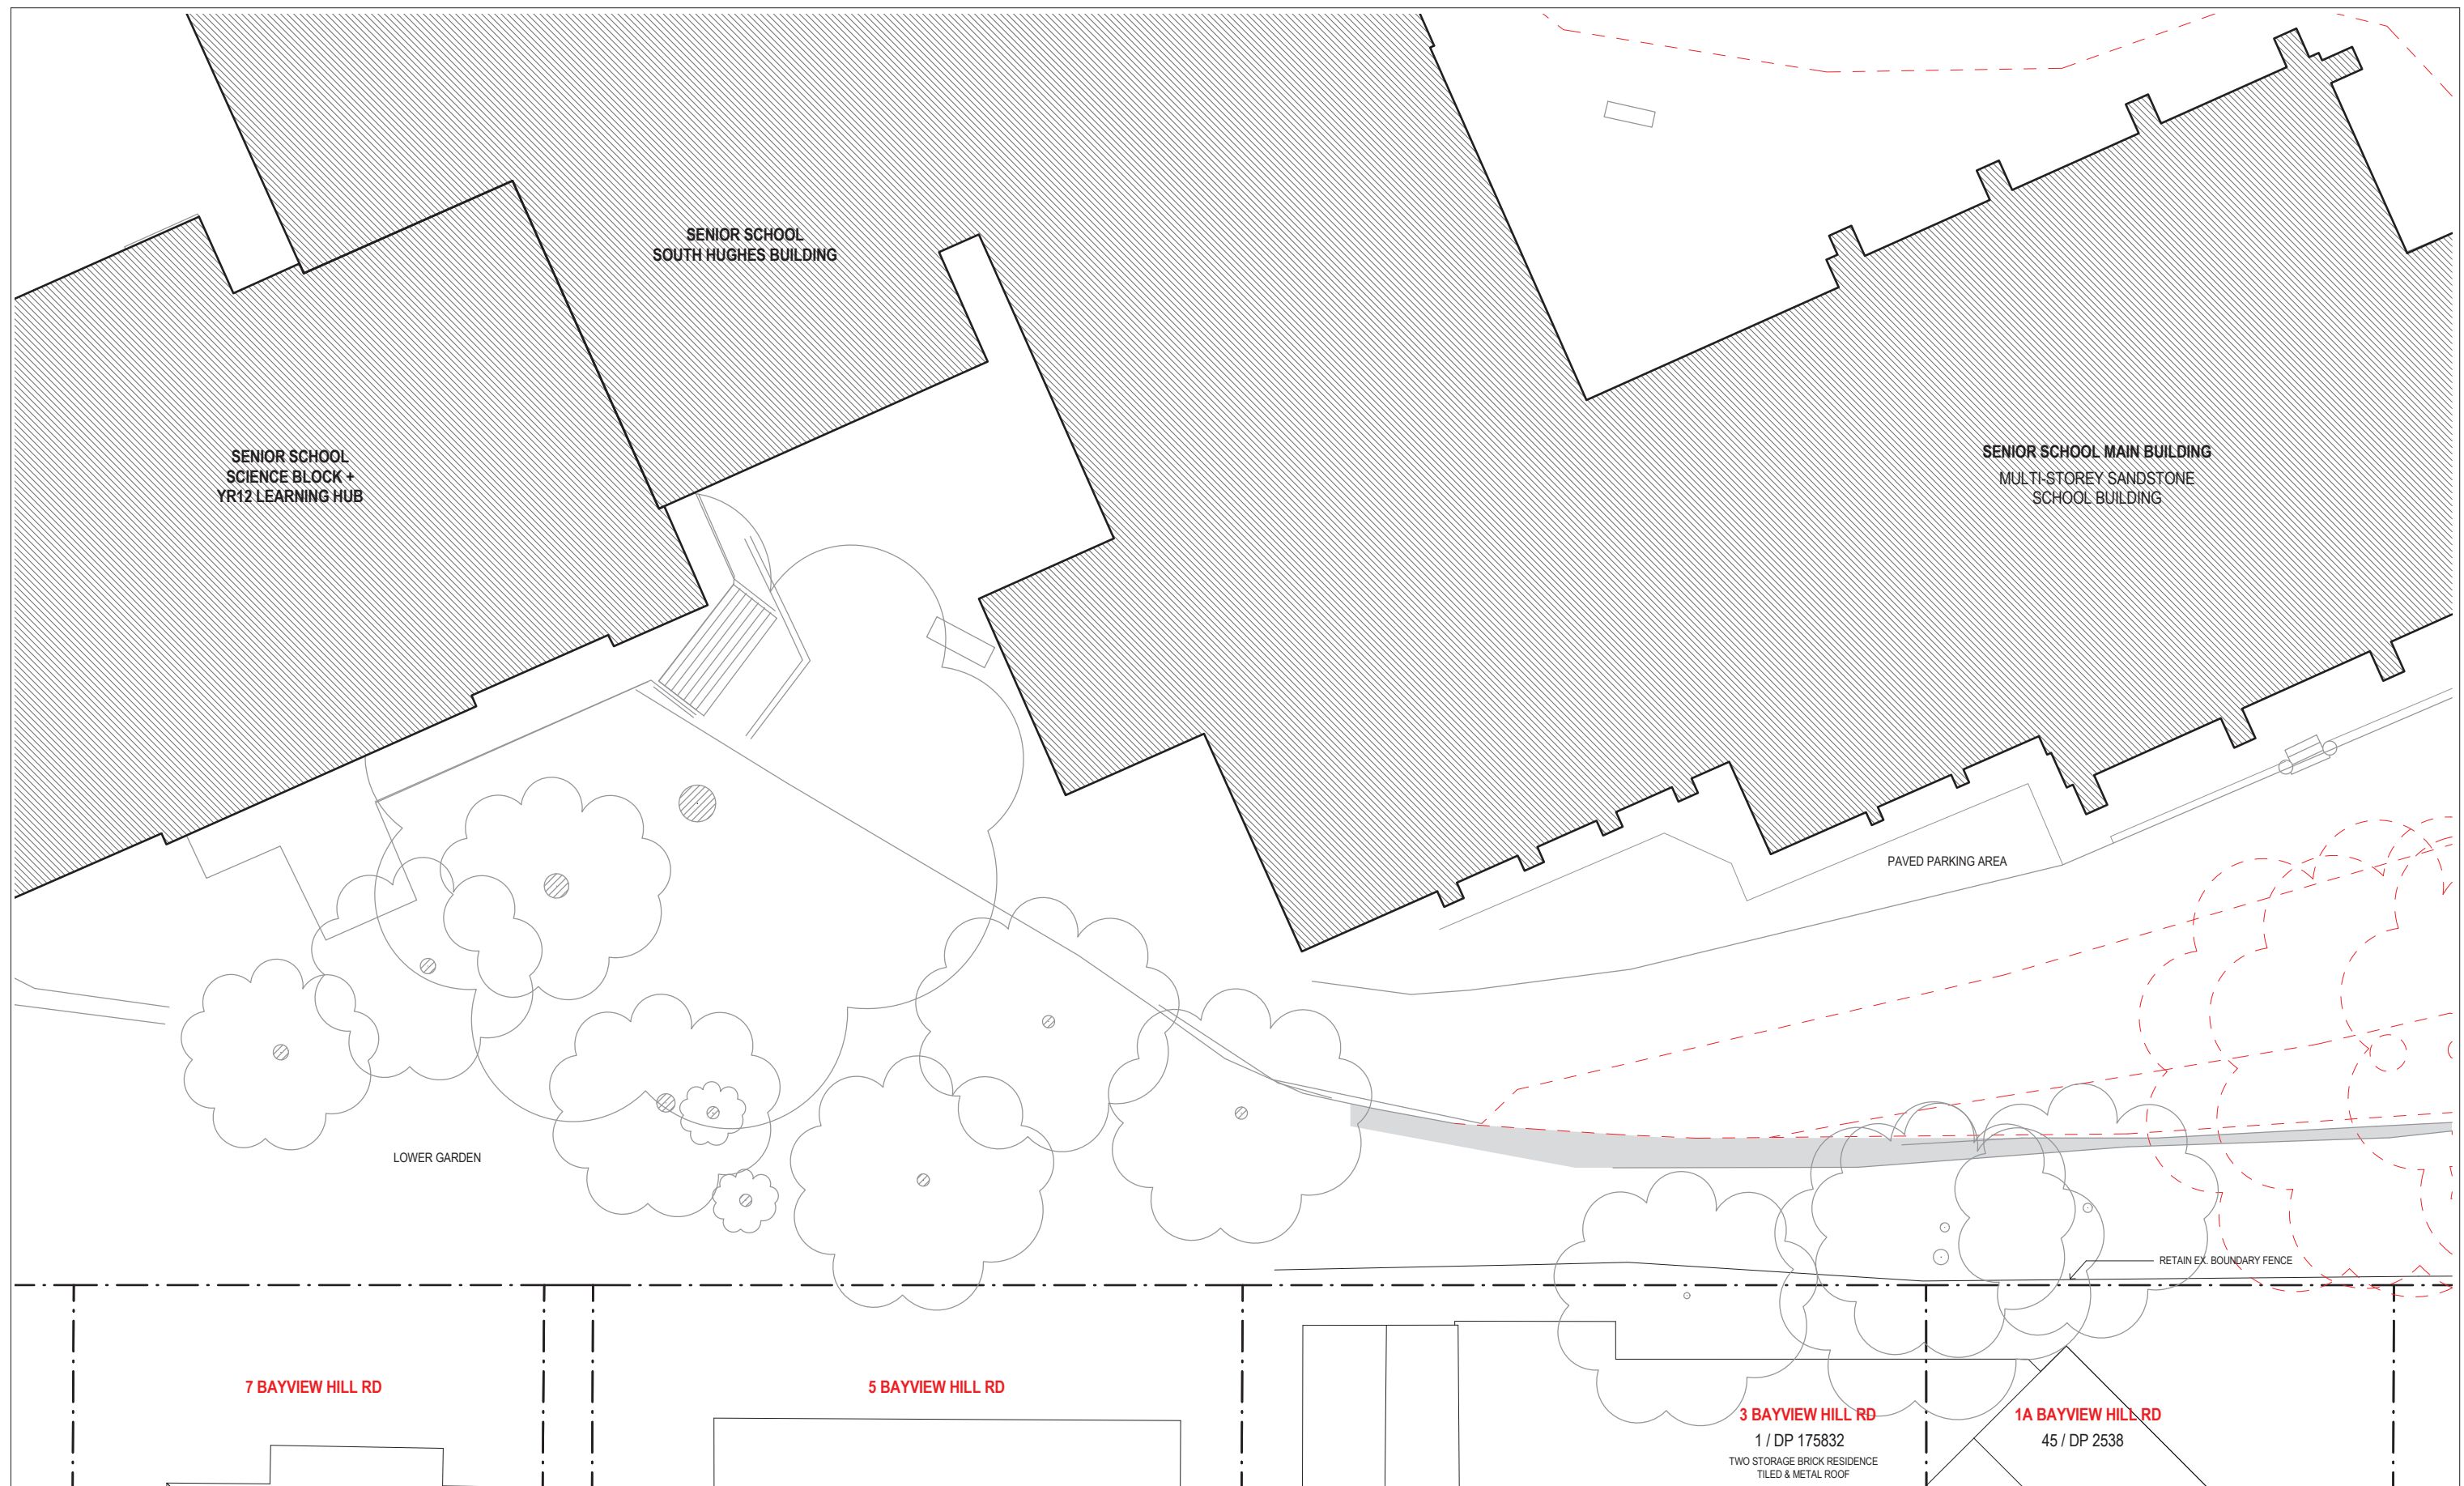 SENIOR SCHOOL
SOUTH HUGHES BUILDING
SENIOR SCHOOL
SCIENCE BLOCK +
YR12 LEARNING HUB
SENIOR SCHOOL MAIN BUILDING
MULTI-STOREY SANDSTONE
SCHOOL BUILDING
PAVED PARKING AREA
LOWER GARDEN
RETAIN EX. BOUNDARY FENCE
7 BAYVIEW HILL RD
5 BAYVIEW HILL RD
3 BAYVIEW HILL RD
1 / DP 175832
TWO STORAGE BRICK RESIDENCE
TILED & METAL ROOF
1A BAYVIEW HILL RD
45 / DP 2538